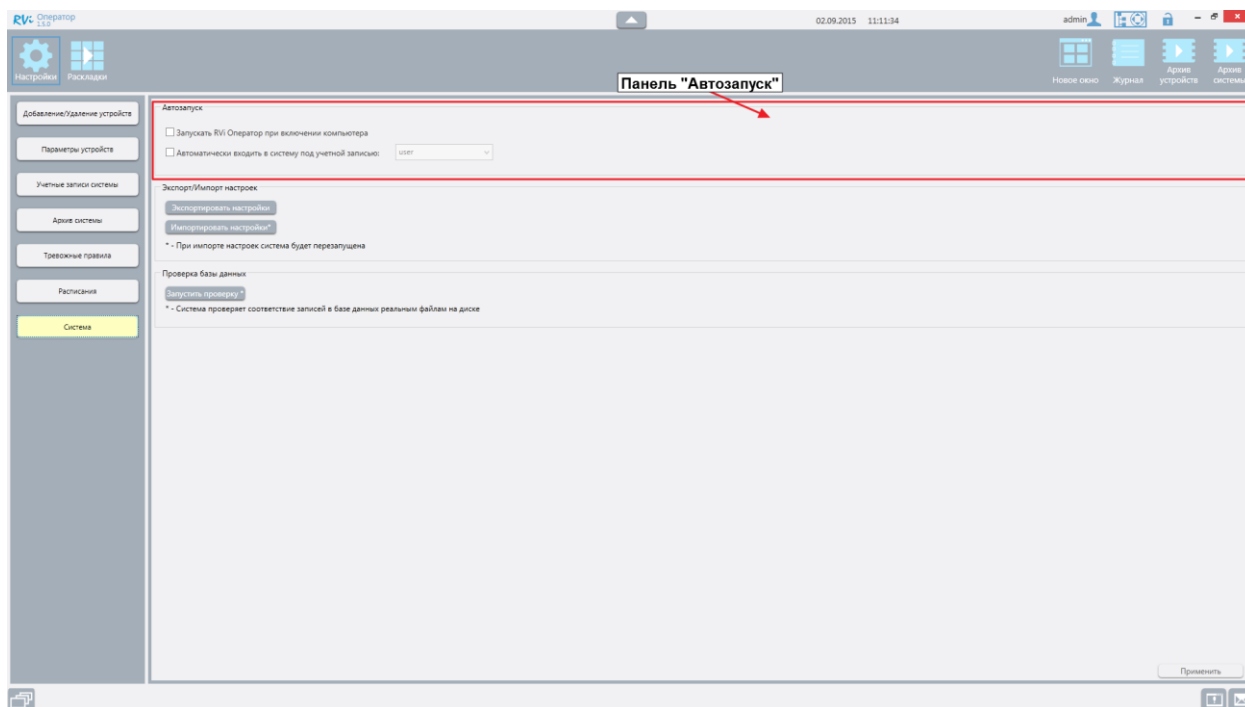 RVi Оператор
1.5.0
02.09.2015 11:11:34
admin
Настройки
Раскладки
Новое окно
Журнал
Архив устройств
Архив системы
Панель "Автозапуск"
Добавление/Удаление устройств
Параметры устройств
Учетные записи системы
Архив системы
Тревожные правила
Расписания
Система
Автозапуск
Запускать RVi Оператор при включении компьютера
Автоматически входить в систему под учетной записью: user
Экспорт/Импорт настроек
Экспортировать настройки
Импортировать настройки*
* - При импорте настроек система будет перезапущена
Проверка базы данных
Запустить проверку *
* - Система проверяет соответствие записей в базе данных реальным файлам на диске
Применить